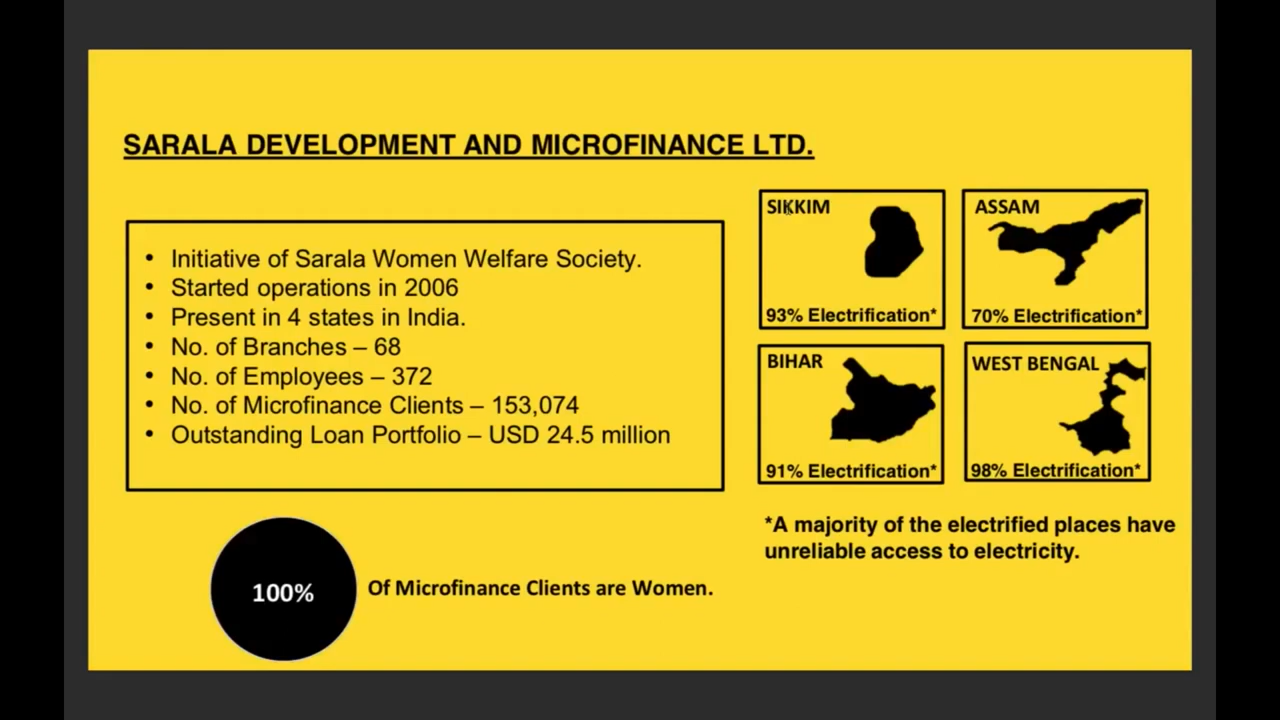 SARALA DEVELOPMENT AND MICROFINANCE LTD.
• Initiative of Sarala Women Welfare Society.
• Started operations in 2006
• Present in 4 states in India.
• No. of Branches – 68
• No. of Employees – 372
• No. of Microfinance Clients – 153,074
• Outstanding Loan Portfolio – USD 24.5 million
SIKKIM
93% Electrification*
ASSAM
70% Electrification*
BIHAR
91% Electrification*
WEST BENGAL
98% Electrification*
*A majority of the electrified places have
unreliable access to electricity.
100%
Of Microfinance Clients are Women.